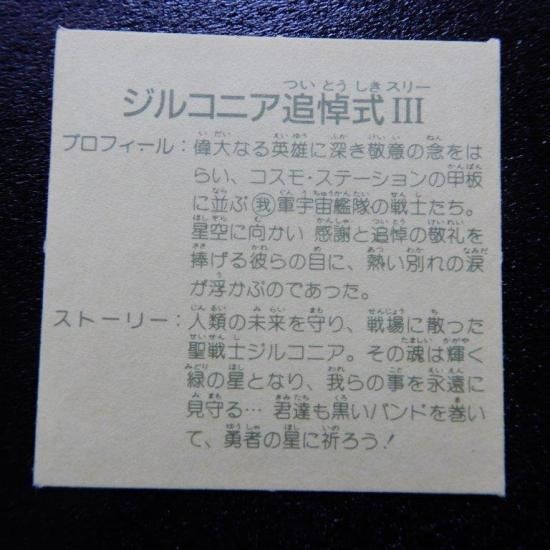 ジルコニア追悼式III
プロフィール：偉大なる英雄に深き敬意の念をは
らい、コスモ・ステーションの甲板
に並ぶ㊝軍宇宙艦隊の戦士たち。
星空に向かい 感謝と追悼の敬礼を
捧げる彼らの目に、熱い別れの涙
が浮かぶのであった。
ストーリー：人類の未来を守り、戦場に散った
聖戦士ジルコニア。その魂は輝く
緑の星となり、我らの事を永遠に
見守る… 君達も黒いバンドを巻い
て、勇者の星に祈ろう！